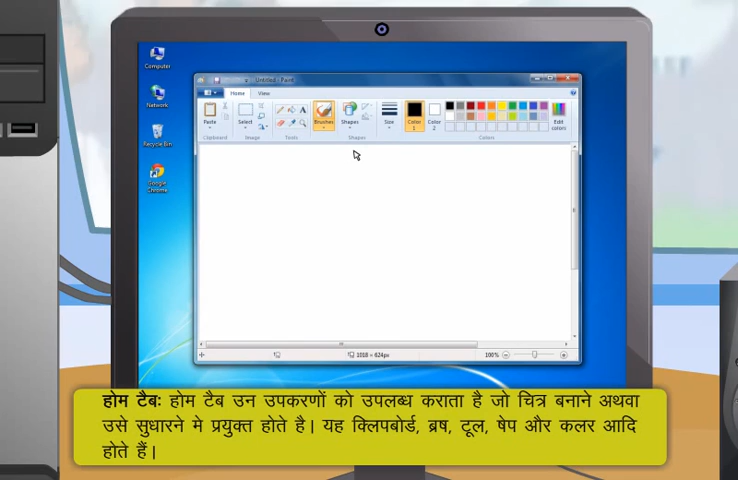 Computer
Network
Recycle Bin
Google
Chrome
Untitled - Paint
Home View
Paste
Select
Brushes
Shapes
Size
Color
1
Color
2
Edit
colors
Clipboard
Image
Tools
Shapes
Colors
1018 × 624px
100%
होम टैबः होम टैब उन उपकरणों को उपलब्ध कराता है जो चित्र बनाने अथवा
उसे सुधारने मे प्रयुक्त होते है। यह क्लिपबोर्ड, ब्रष, टूल, षेप और कलर आदि
होते हैं।